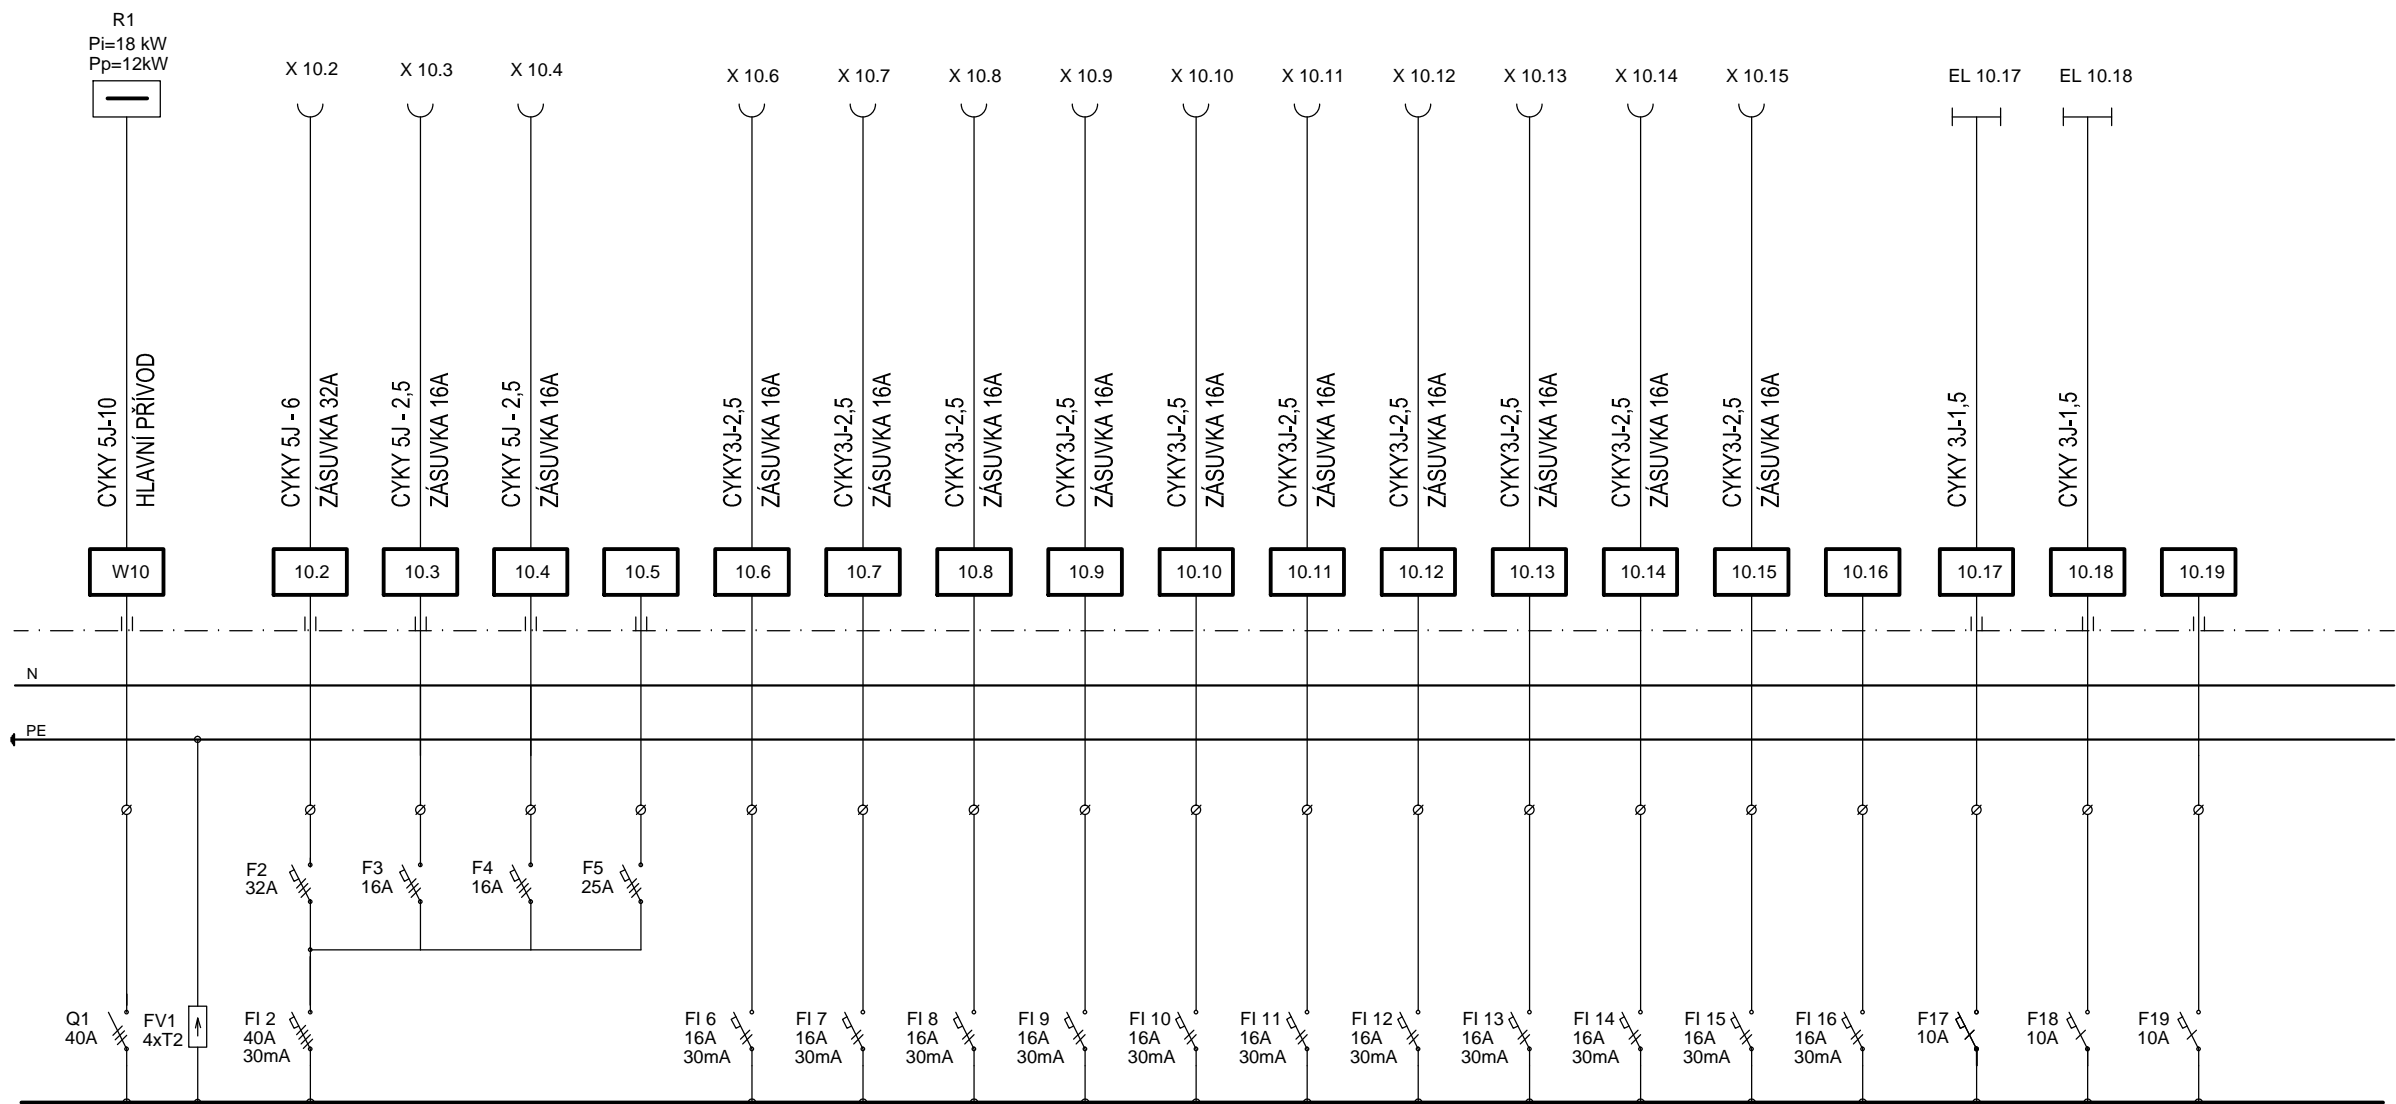 R1
Pi=18 kW
Pp=12kW
X 10.2
X 10.3
X 10.4
X 10.6
X 10.7
X 10.8
X 10.9
X 10.10
X 10.11
X 10.12
X 10.13
X 10.14
X 10.15
EL 10.17
EL 10.18
CYKY 5J-10
HLAVNÍ PŘÍVOD
CYKY 5J - 6
ZÁSUVKA 32A
CYKY 5J - 2,5
ZÁSUVKA 16A
CYKY 5J - 2,5
ZÁSUVKA 16A
CYKY3J-2,5
ZÁSUVKA 16A
CYKY3J-2,5
ZÁSUVKA 16A
CYKY3J-2,5
ZÁSUVKA 16A
CYKY3J-2,5
ZÁSUVKA 16A
CYKY3J-2,5
ZÁSUVKA 16A
CYKY3J-2,5
ZÁSUVKA 16A
CYKY3J-2,5
ZÁSUVKA 16A
CYKY3J-2,5
ZÁSUVKA 16A
CYKY3J-2,5
ZÁSUVKA 16A
CYKY3J-2,5
ZÁSUVKA 16A
CYKY 3J-1,5
CYKY 3J-1,5
W10
10.2
10.3
10.4
10.5
10.6
10.7
10.8
10.9
10.10
10.11
10.12
10.13
10.14
10.15
10.16
10.17
10.18
10.19
N
PE
F2
32A
F3
16A
F4
16A
F5
25A
Q1
40A
FV1
4xT2
FI 2
40A
30mA
FI 6
16A
30mA
FI 7
16A
30mA
FI 8
16A
30mA
FI 9
16A
30mA
FI 10
16A
30mA
FI 11
16A
30mA
FI 12
16A
30mA
FI 13
16A
30mA
FI 14
16A
30mA
FI 15
16A
30mA
FI 16
16A
30mA
F17
10A
F18
10A
F19
10A